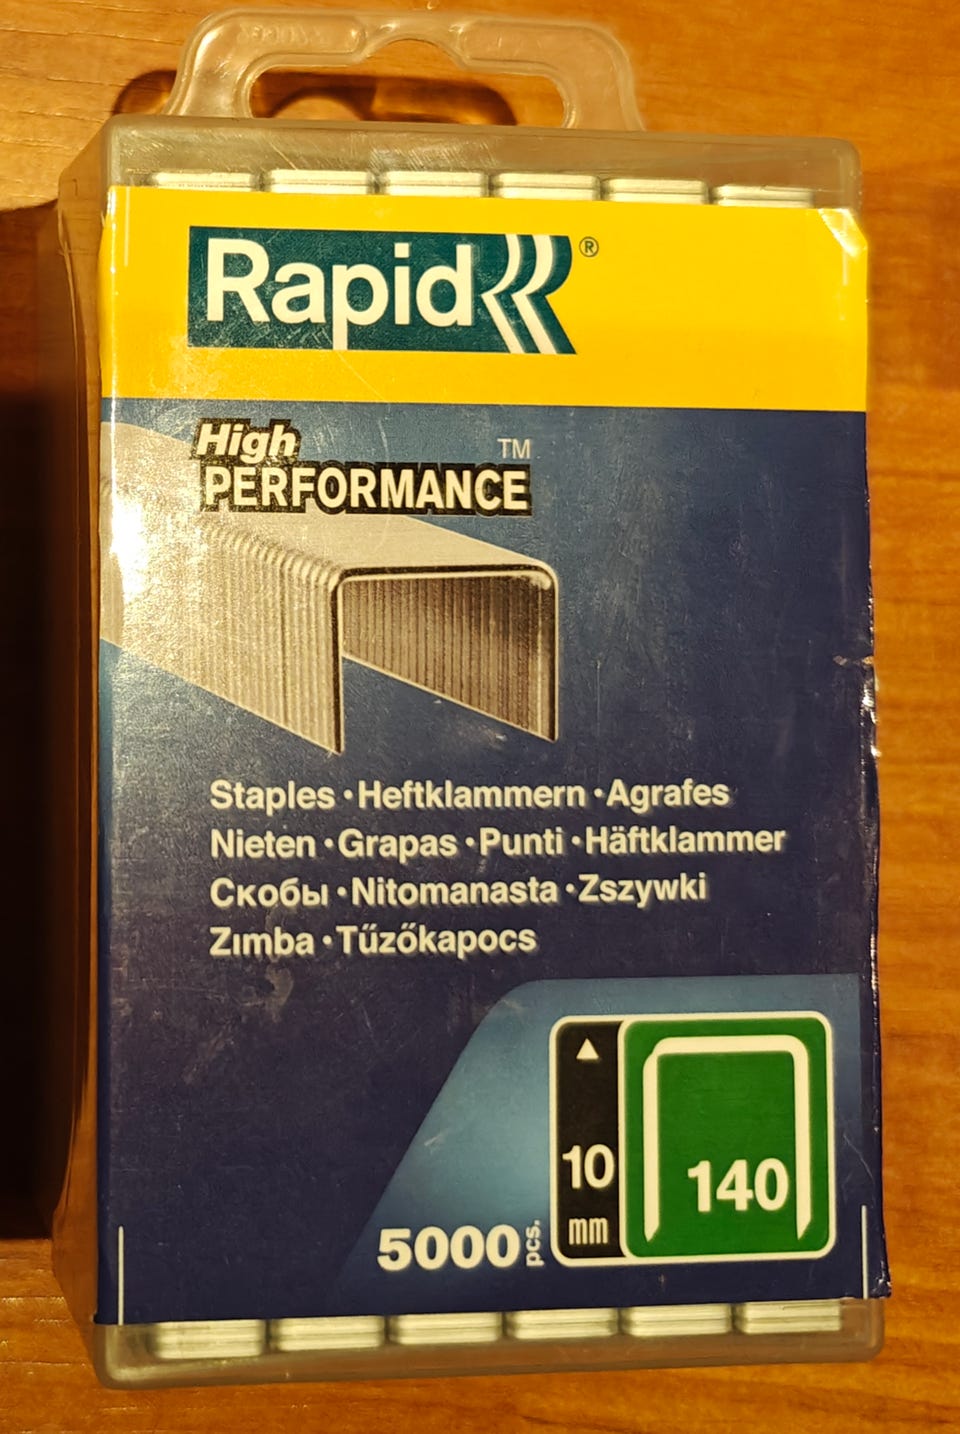 Rapid®
High
PERFORMANCE™
Staples · Heftklammern · Agrafes
Nieten · Grapas · Punti · Häftklammer
Скобы · Nitomanasta · Zszywki
Zımba · Tűzőkapocs
10
mm
140
5000 pcs.